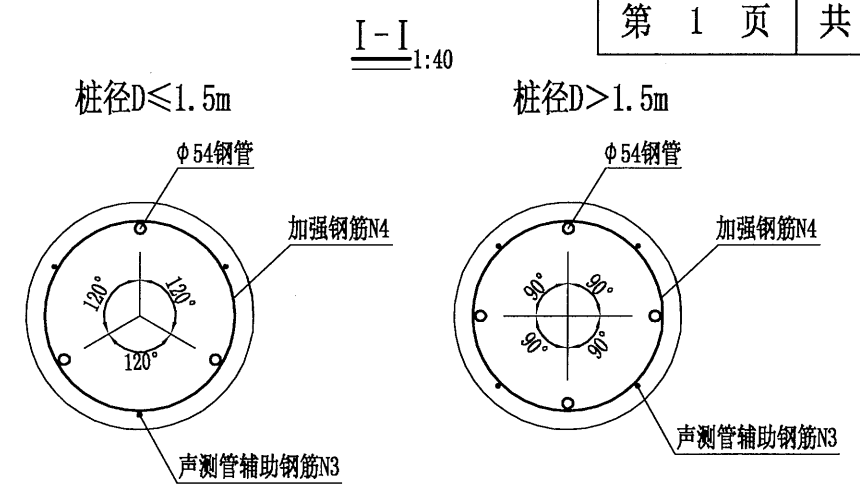 第 1 页 共
I-I 1:40
桩径D≤1.5m
桩径D>1.5m
φ54钢管
φ54钢管
加强钢筋N4
加强钢筋N4
120° 120°
120°
90° 90°
90° 90°
声测管辅助钢筋N3
声测管辅助钢筋N3